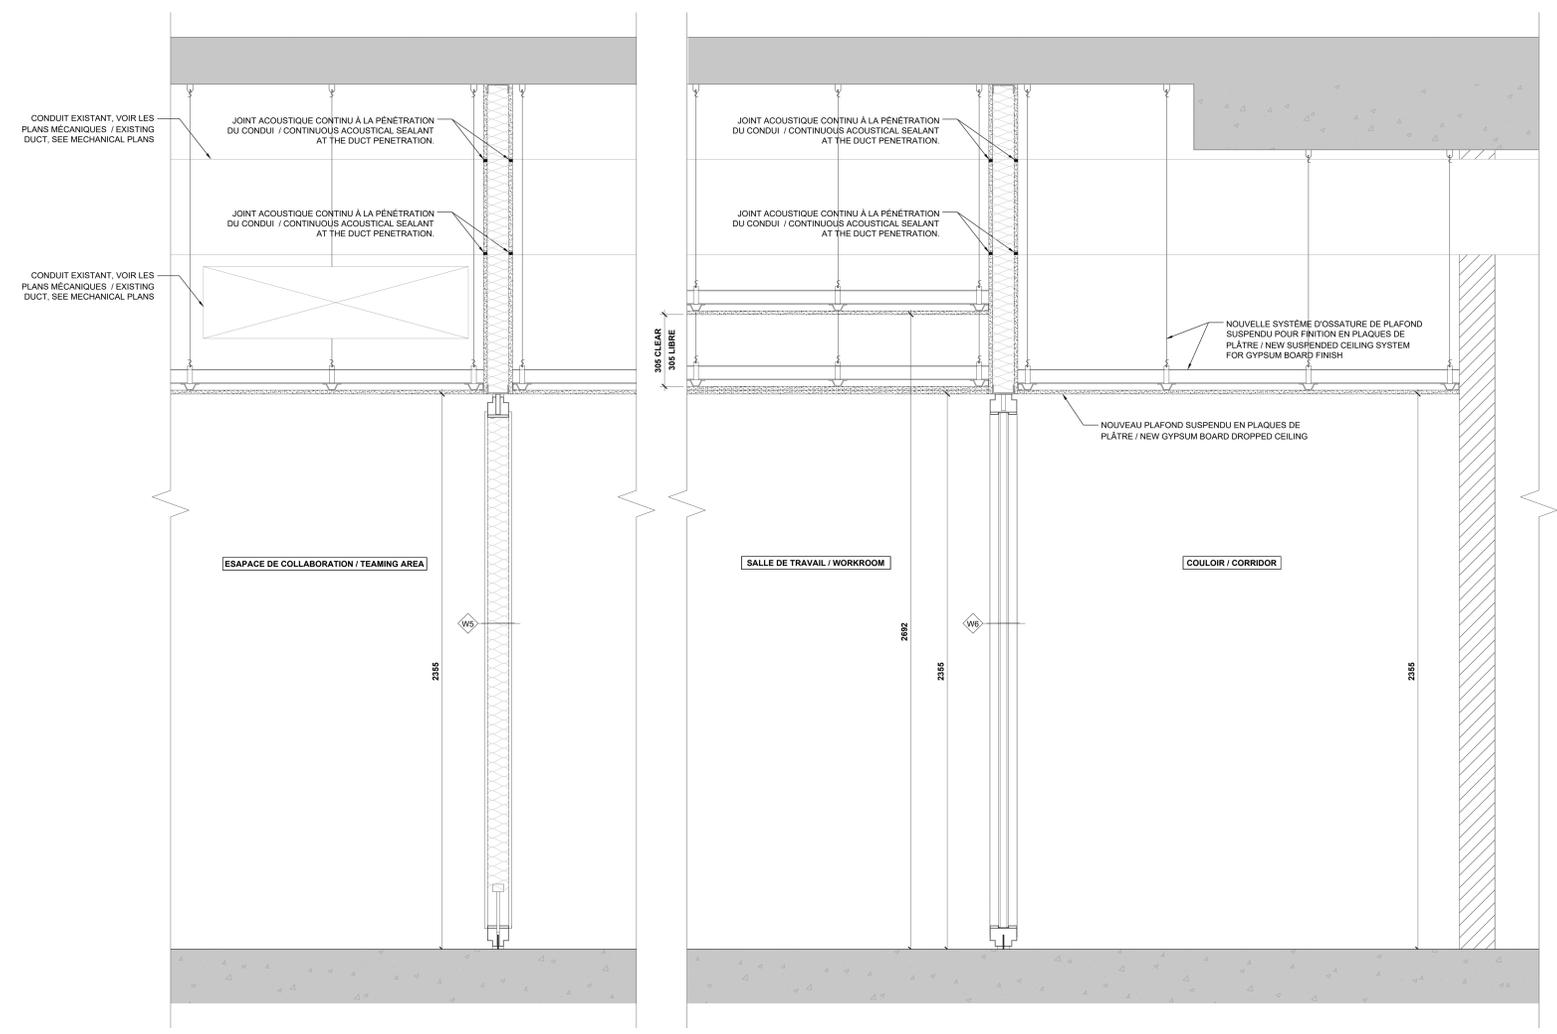 CONDUIT EXISTANT, VOIR LES
PLANS MÉCANIQUES / EXISTING
DUCT, SEE MECHANICAL PLANS
JOINT ACOUSTIQUE CONTINU À LA PÉNÉTRATION
DU CONDUI / CONTINUOUS ACOUSTICAL SEALANT
AT THE DUCT PENETRATION.
JOINT ACOUSTIQUE CONTINU À LA PÉNÉTRATION
DU CONDUI / CONTINUOUS ACOUSTICAL SEALANT
AT THE DUCT PENETRATION.
CONDUIT EXISTANT, VOIR LES
PLANS MÉCANIQUES / EXISTING
DUCT, SEE MECHANICAL PLANS
ESAPACE DE COLLABORATION / TEAMING AREA
W5
2355
JOINT ACOUSTIQUE CONTINU À LA PÉNÉTRATION
DU CONDUI / CONTINUOUS ACOUSTICAL SEALANT
AT THE DUCT PENETRATION.
JOINT ACOUSTIQUE CONTINU À LA PÉNÉTRATION
DU CONDUI / CONTINUOUS ACOUSTICAL SEALANT
AT THE DUCT PENETRATION.
305 CLEAR
305 LIBRE
NOUVELLE SYSTÈME D'OSSATURE DE PLAFOND
SUSPENDU POUR FINITION EN PLAQUES DE
PLÂTRE / NEW SUSPENDED CEILING SYSTEM
FOR GYPSUM BOARD FINISH
NOUVEAU PLAFOND SUSPENDU EN PLAQUES DE
PLÂTRE / NEW GYPSUM BOARD DROPPED CEILING
SALLE DE TRAVAIL / WORKROOM
COULOIR / CORRIDOR
W6
2692
2355
2355